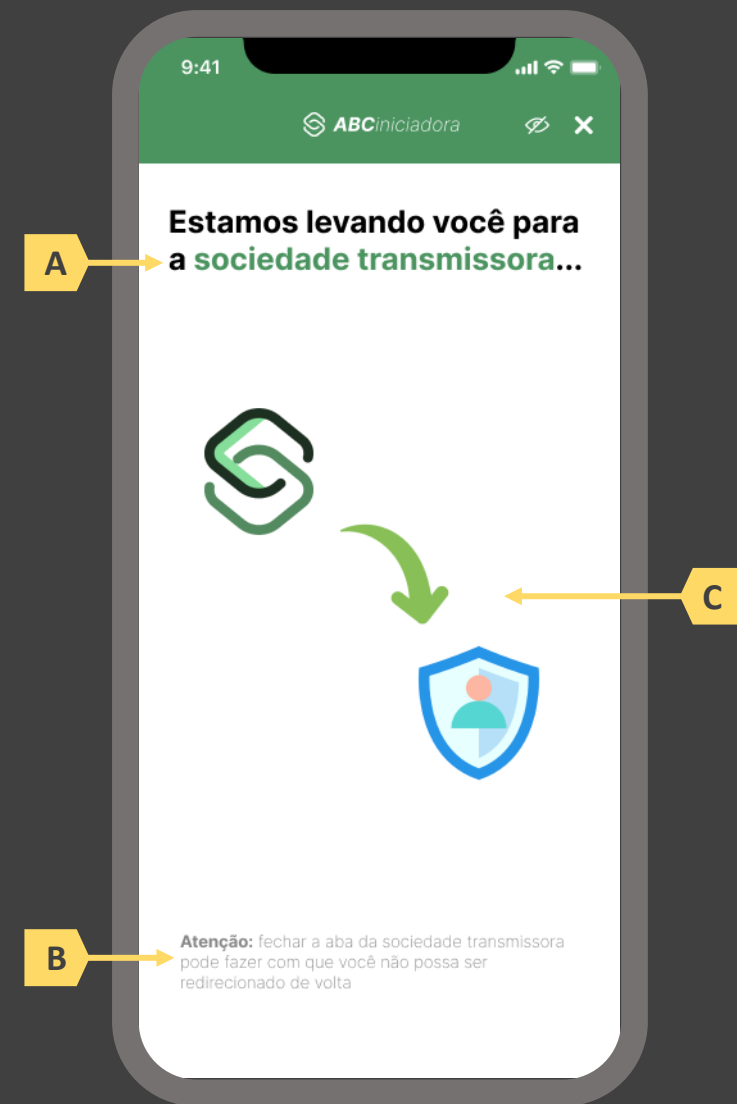 9:41
ABCiniciadora
Estamos levando você para
a sociedade transmissora...
A
C
B
Atenção: fechar a aba da sociedade transmissora
pode fazer com que você não possa ser
redirecionado de volta